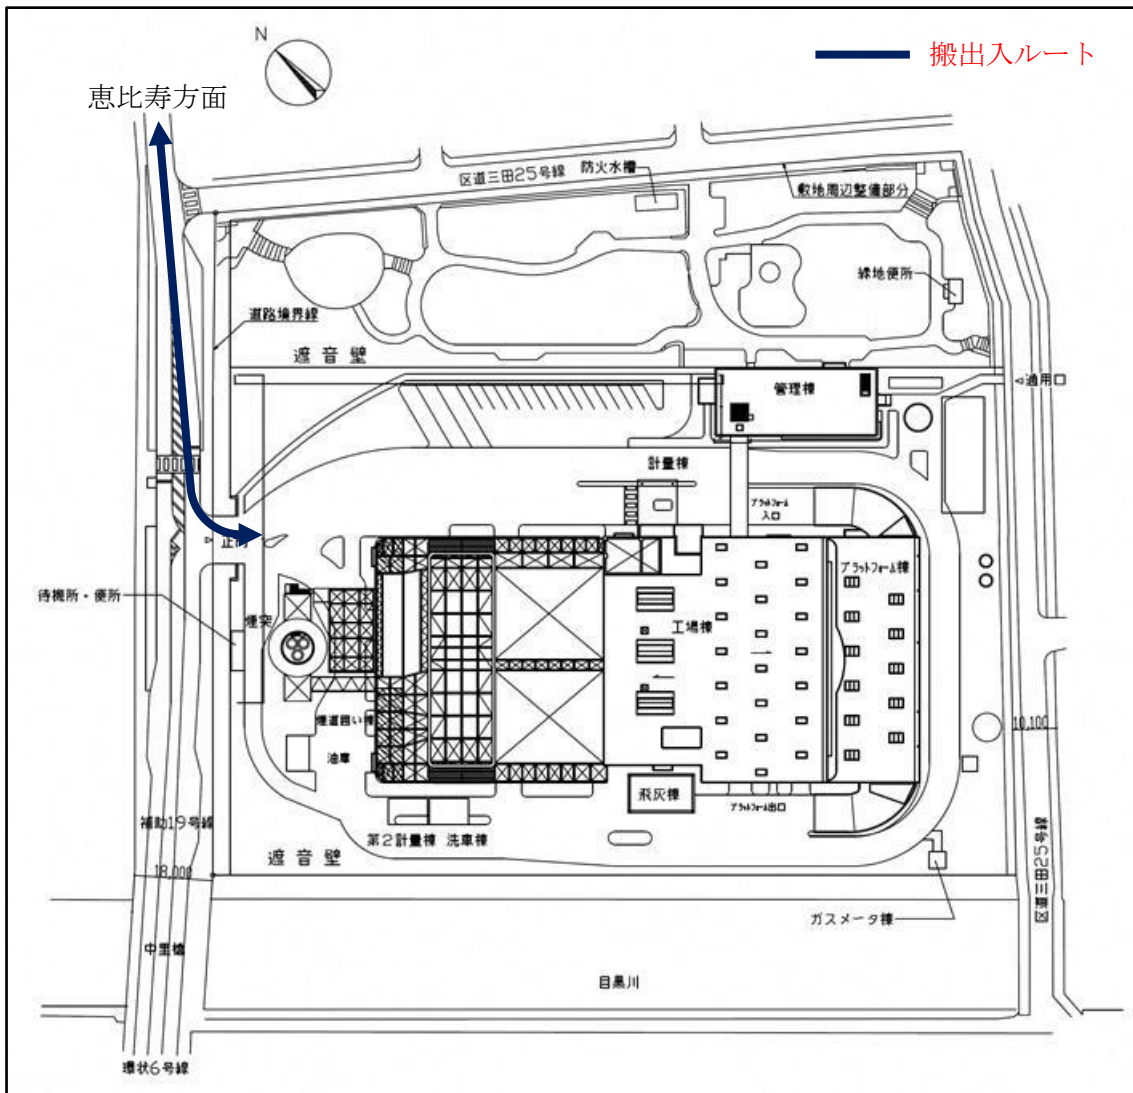 N
搬出入ルート
恵比寿方面
区道三田25号線
防火水槽
敷地周辺整備部分
緑地便所
道路境界線
遮音壁
管理棟
◁通用口
計量棟
プラットフォーム
入口
▷
正門
プラットフォーム棟
待機所・便所
煙突
工場棟
煙道囲い棟
油庫
10,100
飛灰棟
プラットフォーム出口
補助19号線
第2計量棟
洗車棟
遮音壁
18,000
区道三田25号線
ガスメータ棟
目黒川
環状6号線